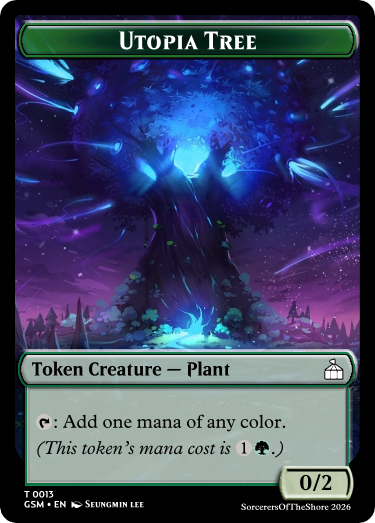 Utopia Tree
Token Creature — Plant
: Add one mana of any color.
(This token's mana cost is 1 .)
0/2
T 0013
GSM • EN Seungmin Lee
SorcerersOfTheShore 2026